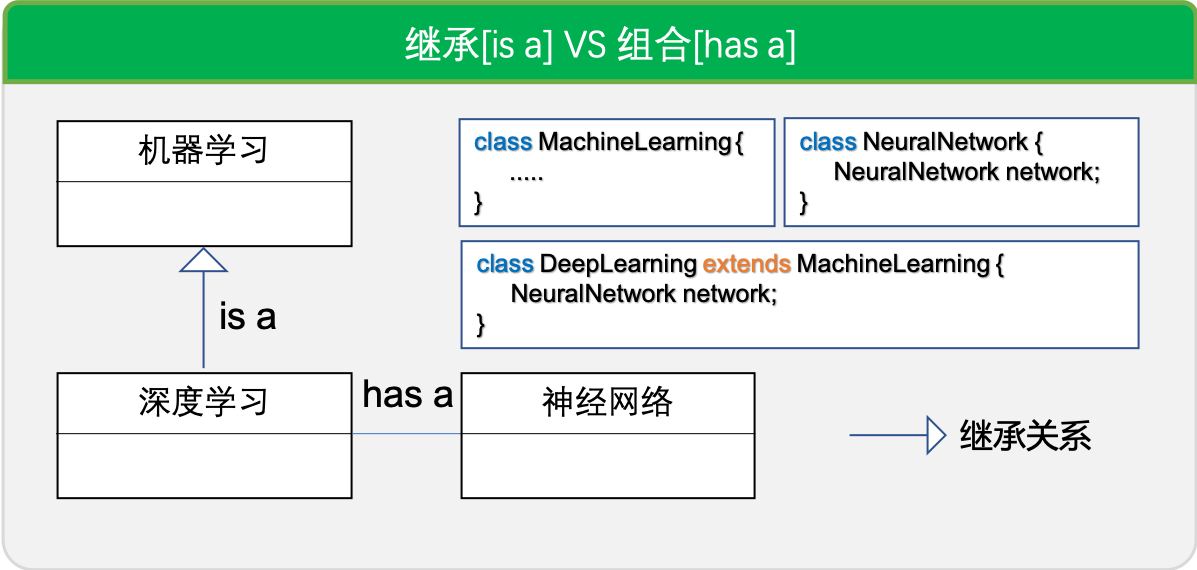 继承[is a] VS 组合[has a]
机器学习
class MachineLearning {
.....
}
class NeuralNetwork {
NeuralNetwork network;
}
class DeepLearning extends MachineLearning {
NeuralNetwork network;
}
is a
深度学习
has a
神经网络
继承关系